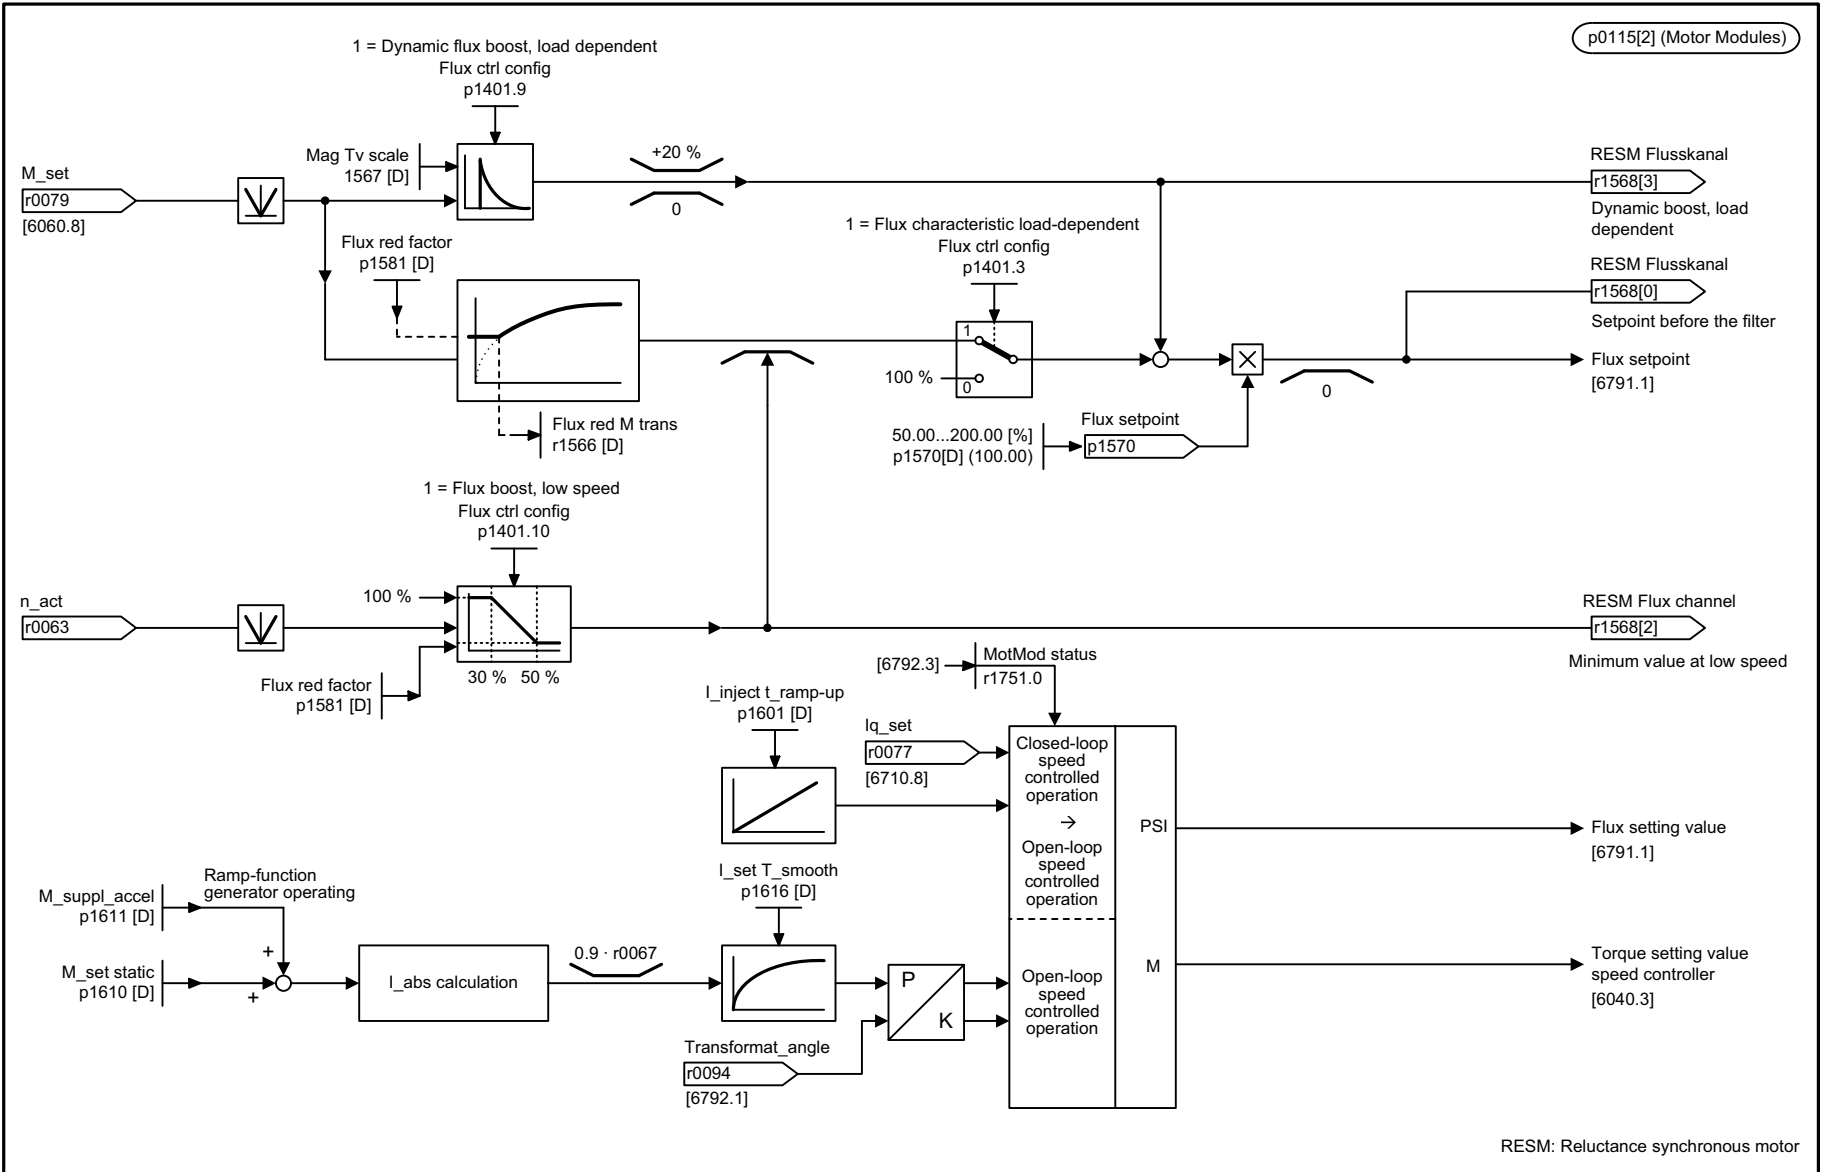 p0115[2] (Motor Modules)
1 = Dynamic flux boost, load dependent
Flux ctrl config
p1401.9
Mag Tv scale
1567 [D]
+20 %
0
M_set
r0079
[6060.8]
RESM Flusskanal
r1568[3]
Dynamic boost, load
dependent
Flux red factor
p1581 [D]
1 = Flux characteristic load-dependent
Flux ctrl config
p1401.3
1
100 %
0
RESM Flusskanal
r1568[0]
Setpoint before the filter
Flux setpoint
[6791.1]
0
Flux red M trans
r1566 [D]
50.00...200.00 [%]
p1570[D] (100.00)
Flux setpoint
p1570
1 = Flux boost, low speed
Flux ctrl config
p1401.10
100 %
n_act
r0063
30 %
50 %
Flux red factor
p1581 [D]
RESM Flux channel
r1568[2]
Minimum value at low speed
[6792.3]
MotMod status
r1751.0
I_inject t_ramp-up
p1601 [D]
Iq_set
r0077
[6710.8]
Closed-loop
speed
controlled
operation
→
Open-loop
speed
controlled
operation
PSI
Flux setting value
[6791.1]
Ramp-function
generator operating
M_suppl_accel
p1611 [D]
+
M_set static
p1610 [D]
+
I_abs calculation
0.9 · r0067
I_set T_smooth
p1616 [D]
P
K
Transformat_angle
r0094
[6792.1]
Open-loop
speed
controlled
operation
M
Torque setting value
speed controller
[6040.3]
RESM: Reluctance synchronous motor